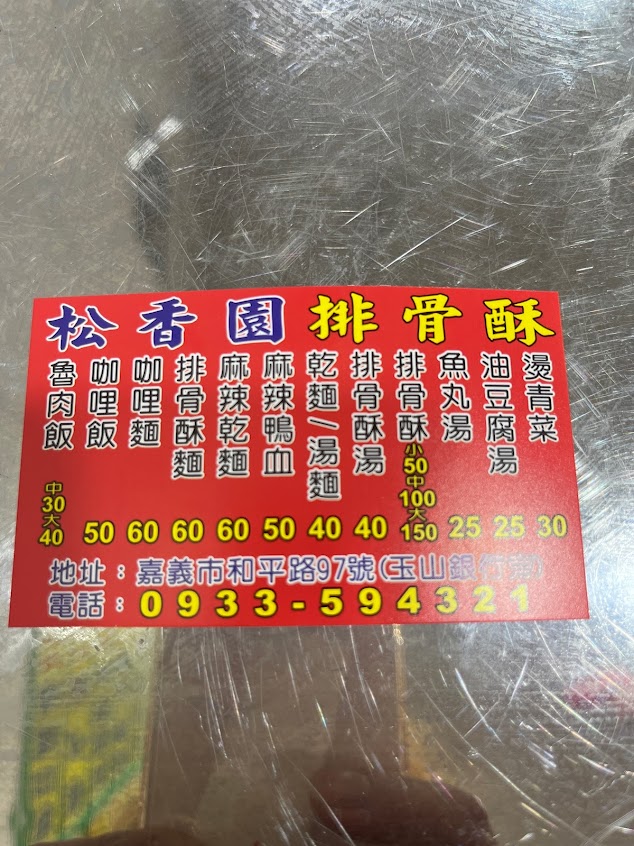 松香園排骨酥
魯肉飯 中30大40
咖哩飯 50
咖哩麵 60
排骨酥麵 60
麻辣乾麵 60
麻辣鴨血 50
乾麵/湯麵 40
排骨酥湯 40
排骨酥 小50中100大150
魚丸湯 25
油豆腐湯 25
燙青菜 30
地址：嘉義市和平路97號(玉山銀行旁)
電話：0933-594321